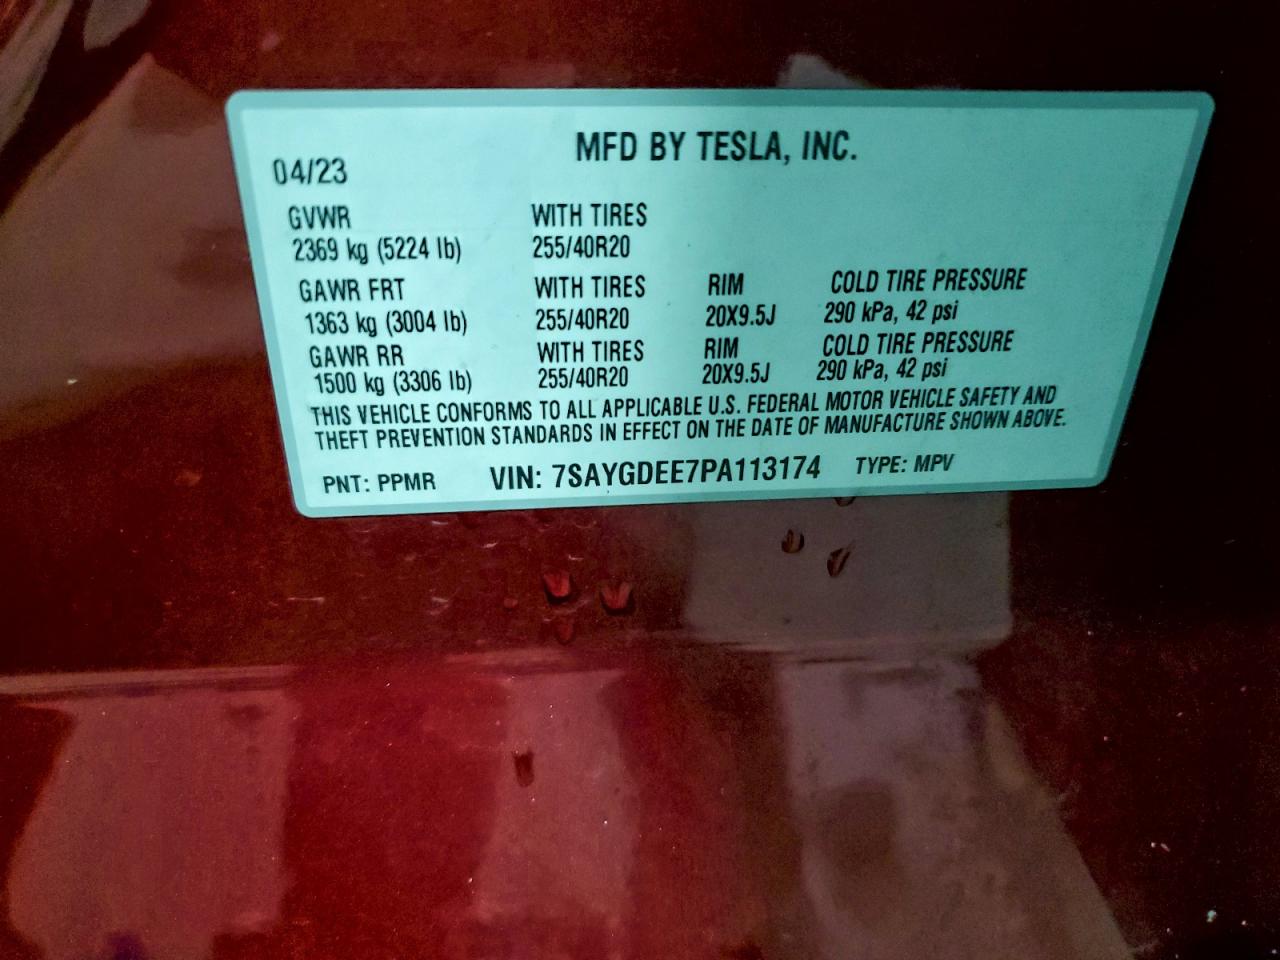 MFD BY TESLA, INC.
04/23
GVWR WITH TIRES
2369 kg (5224 lb) 255/40R20
GAWR FRT WITH TIRES RIM COLD TIRE PRESSURE
1363 kg (3004 lb) 255/40R20 20X9.5J 290 kPa, 42 psi
GAWR RR WITH TIRES RIM COLD TIRE PRESSURE
1500 kg (3306 lb) 255/40R20 20X9.5J 290 kPa, 42 psi
THIS VEHICLE CONFORMS TO ALL APPLICABLE U.S. FEDERAL MOTOR VEHICLE SAFETY AND
THEFT PREVENTION STANDARDS IN EFFECT ON THE DATE OF MANUFACTURE SHOWN ABOVE.
PNT: PPMR VIN: 7SAYGDEE7PA113174 TYPE: MPV